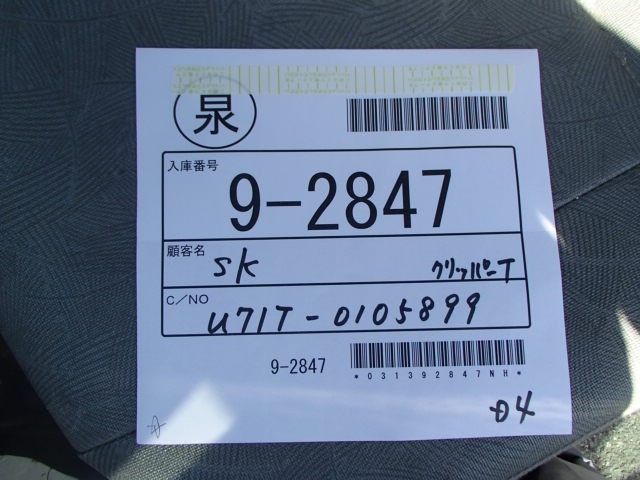 泉
入庫番号
9-2847
顧客名
SK クリッパーT
C/NO
U71T-0105899
9-2847
*031392847NH*
04